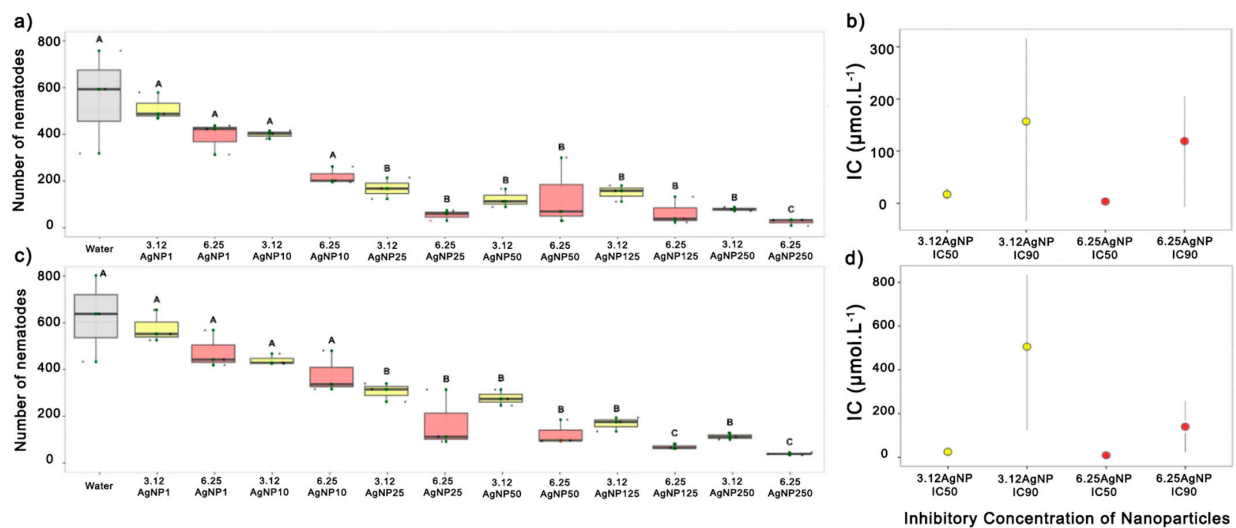 a)
Number of nematodes
800
600
400
200
0
A
A
A
A
A
B
B
B
B
B
B
B
C
Water
3.12 AgNP1
6.25 AgNP1
3.12 AgNP10
6.25 AgNP10
3.12 AgNP25
6.25 AgNP25
3.12 AgNP50
6.25 AgNP50
3.12 AgNP125
6.25 AgNP125
3.12 AgNP250
6.25 AgNP250
b)
IC (µmol.L⁻¹)
300
200
100
0
3.12AgNP IC50
3.12AgNP IC90
6.25AgNP IC50
6.25AgNP IC90
c)
Number of nematodes
800
600
400
200
0
A
A
A
A
A
B
B
B
B
B
C
B
C
Water
3.12 AgNP1
6.25 AgNP1
3.12 AgNP10
6.25 AgNP10
3.12 AgNP25
6.25 AgNP25
3.12 AgNP50
6.25 AgNP50
3.12 AgNP125
6.25 AgNP125
3.12 AgNP250
6.25 AgNP250
d)
IC (µmol.L⁻¹)
800
600
400
200
0
3.12AgNP IC50
3.12AgNP IC90
6.25AgNP IC50
6.25AgNP IC90
Inhibitory Concentration of Nanoparticles